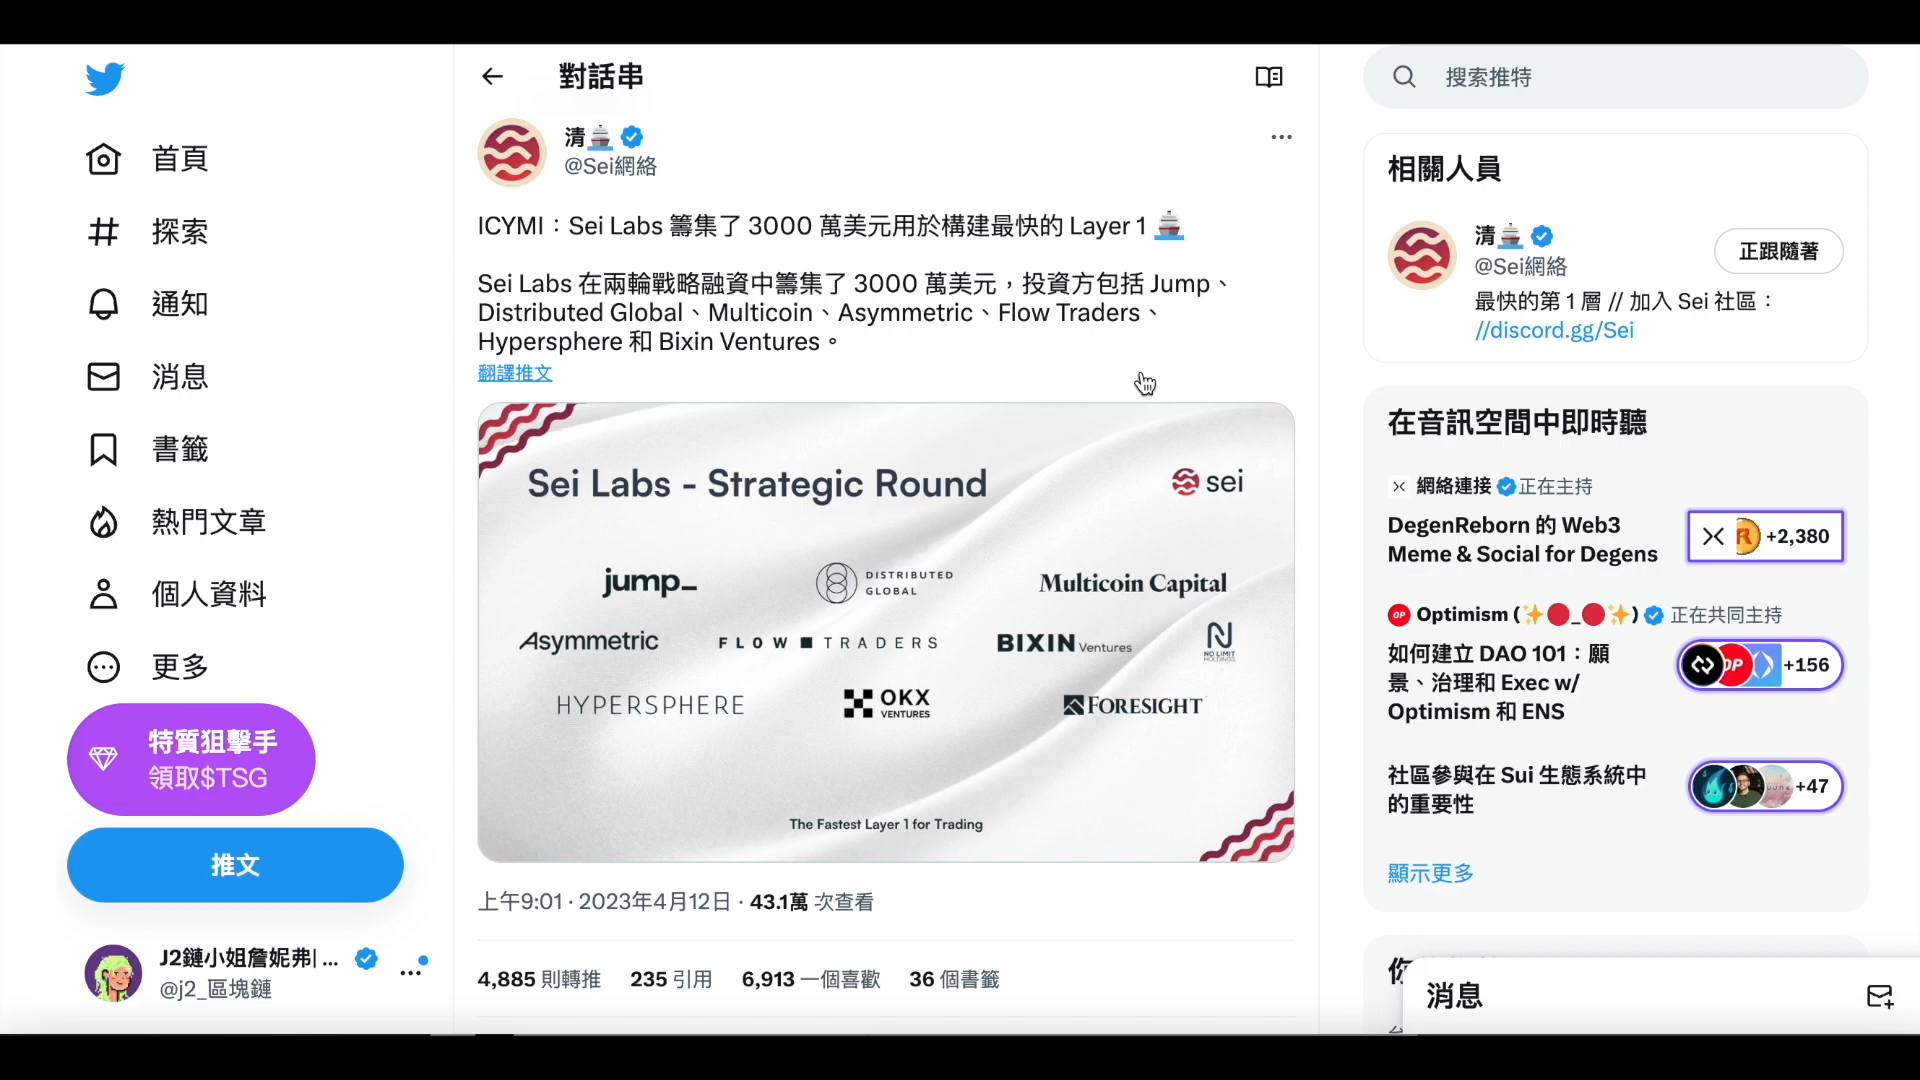 首頁
探索
通知
消息
書籤
熱門文章
個人資料
更多
特質狙擊手
領取$TSG
推文
J2鏈小姐詹妮弗| ...
@j2_區塊鏈
對話串
清
@Sei網絡
ICYMI：Sei Labs 籌集了 3000 萬美元用於構建最快的 Layer 1
Sei Labs 在兩輪戰略融資中籌集了 3000 萬美元，投資方包括 Jump、
Distributed Global、Multicoin、Asymmetric、Flow Traders、
Hypersphere 和 Bixin Ventures。
翻譯推文
Sei Labs - Strategic Round
sei
jump_
DISTRIBUTED
GLOBAL
Multicoin Capital
Asymmetric
FLOW TRADERS
BIXIN Ventures
NO LIMIT
HOLDINGS
HYPERSPHERE
OKX
VENTURES
FORESIGHT
The Fastest Layer 1 for Trading
上午9:01 · 2023年4月12日 · 43.1萬 次查看
4,885 則轉推 235 引用 6,913 一個喜歡 36 個書籤
搜索推特
相關人員
清
@Sei網絡
正跟隨著
最快的第 1 層 // 加入 Sei 社區：
//discord.gg/Sei
在音訊空間中即時聽
網絡連接 正在主持
DegenReborn 的 Web3
Meme & Social for Degens
R +2,380
OP Optimism (✨🔴_🔴✨) 正在共同主持
如何建立 DAO 101：願
景、治理和 Exec w/
Optimism 和 ENS
OP +156
社區參與在 Sui 生態系統中
的重要性
+47
顯示更多
消息